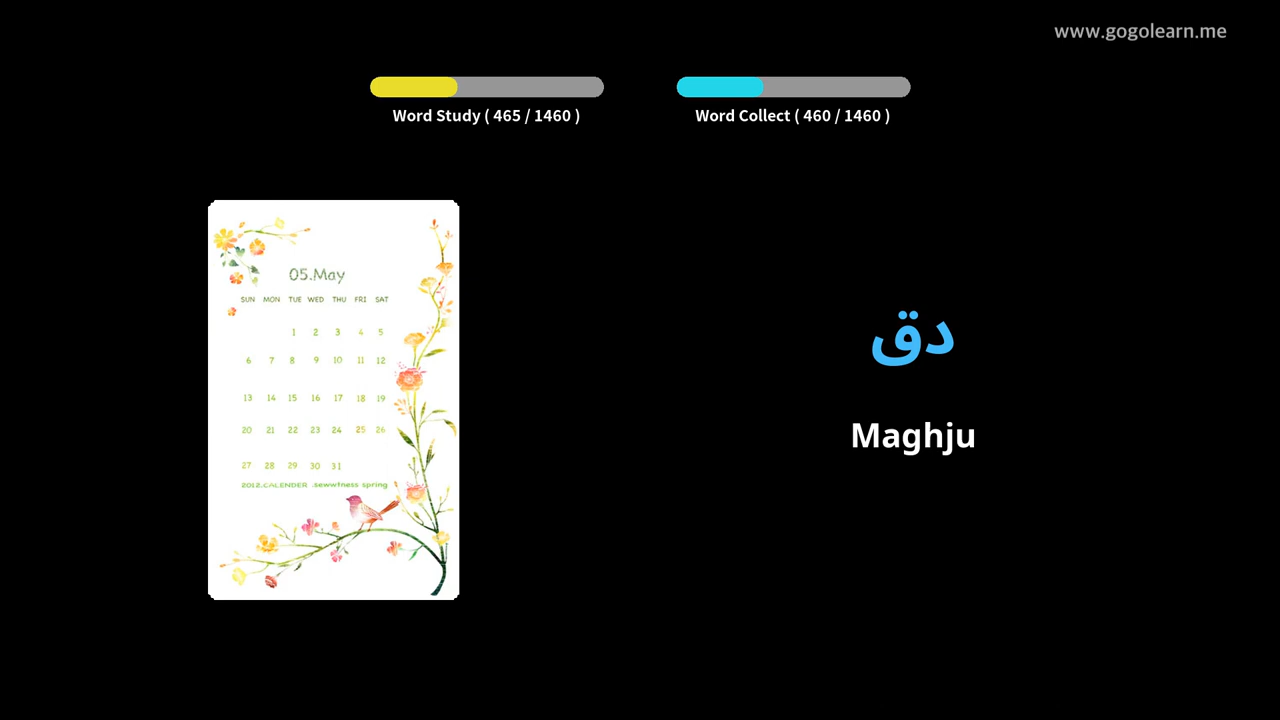 www.gogolearn.me
Word Study ( 465 / 1460 )
Word Collect ( 460 / 1460 )
05.May
SUN MON TUE WED THU FRI SAT
1 2 3 4 5
6 7 8 9 10 11 12
13 14 15 16 17 18 19
20 21 22 23 24 25 26
27 28 29 30 31
2012.CALENDER .sewwtness spring
دق
Maghju